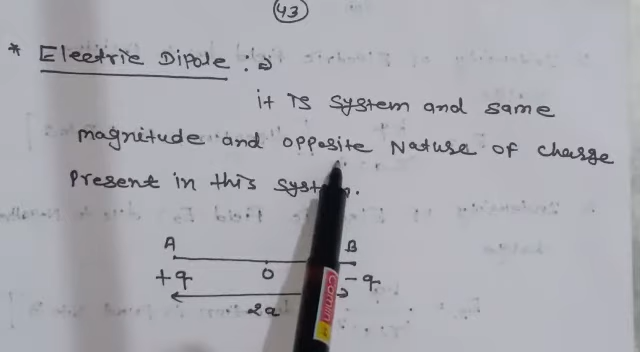 43
* Electric Dipole :→
it is system and same
magnitude and opposite Nature of charge
Present in this system.
A B
+q O -q
2a